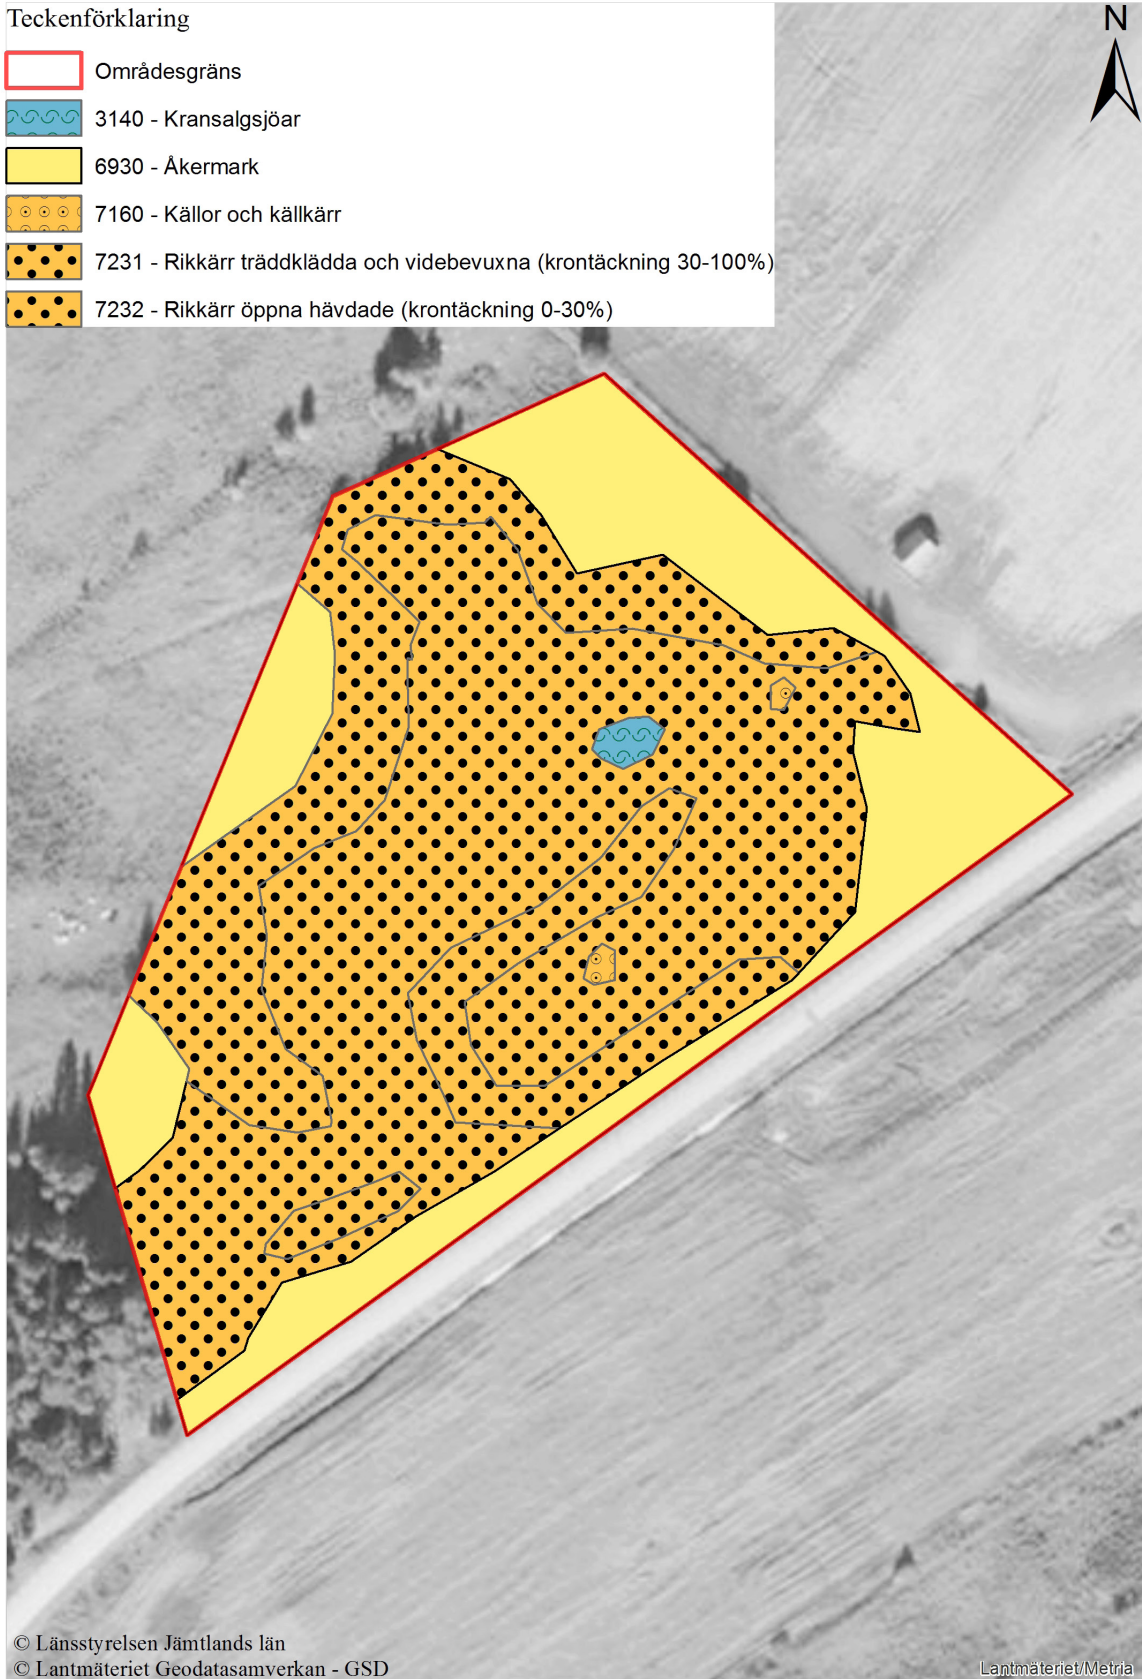 Teckenförklaring
Områdesgräns
3140 - Kransalgsjöar
6930 - Åkermark
7160 - Källor och källkärr
7231 - Rikkärr träddklädda och videbevuxna (krontäckning 30-100%)
7232 - Rikkärr öppna hävdade (krontäckning 0-30%)
N
© Länsstyrelsen Jämtlands län
© Lantmäteriet Geodatasamverkan - GSD
Lantmäteriet/Metria